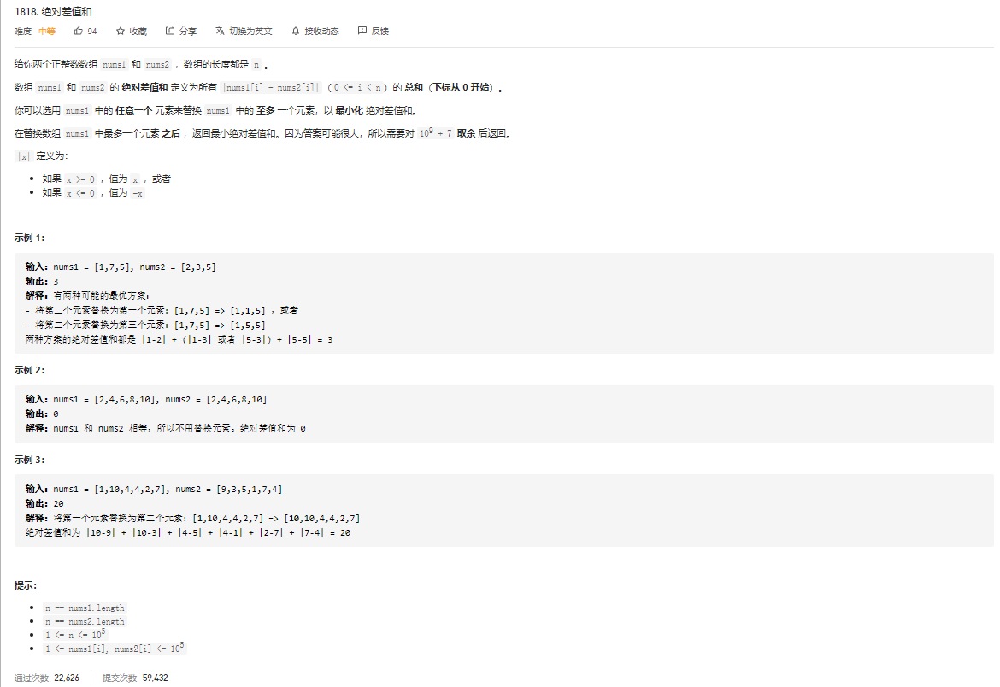 1818. 绝对差值和
难度 中等 94 收藏 分享 切换为英文 接收动态 反馈
给你两个正整数数组 nums1 和 nums2 ，数组的长度都是 n 。
数组 nums1 和 nums2 的 绝对差值和 定义为所有 |nums1[i] - nums2[i]|（0 <= i < n）的 总和（下标从 0 开始）。
你可以选用 nums1 中的 任意一个 元素来替换 nums1 中的 至多 一个元素，以 最小化 绝对差值和。
在替换数组 nums1 中最多一个元素 之后 ，返回最小绝对差值和。因为答案可能很大，所以需要对 10^9 + 7 取余 后返回。
|x| 定义为：
• 如果 x >= 0 ，值为 x ，或者
• 如果 x <= 0 ，值为 -x
示例 1：
输入：nums1 = [1,7,5], nums2 = [2,3,5]
输出：3
解释：有两种可能的最优方案：
- 将第二个元素替换为第一个元素：[1,7,5] => [1,1,5] ，或者
- 将第二个元素替换为第三个元素：[1,7,5] => [1,5,5]
两种方案的绝对差值和都是 |1-2| + (|1-3| 或者 |5-3|) + |5-5| = 3
示例 2：
输入：nums1 = [2,4,6,8,10], nums2 = [2,4,6,8,10]
输出：0
解释：nums1 和 nums2 相等，所以不用替换元素。绝对差值和为 0
示例 3：
输入：nums1 = [1,10,4,4,2,7], nums2 = [9,3,5,1,7,4]
输出：20
解释：将第一个元素替换为第二个元素：[1,10,4,4,2,7] => [10,10,4,4,2,7]
绝对差值和为 |10-9| + |10-3| + |4-5| + |4-1| + |2-7| + |7-4| = 20
提示：
• n == nums1.length
• n == nums2.length
• 1 <= n <= 10^5
• 1 <= nums1[i], nums2[i] <= 10^5
通过次数 22,626 提交次数 59,432